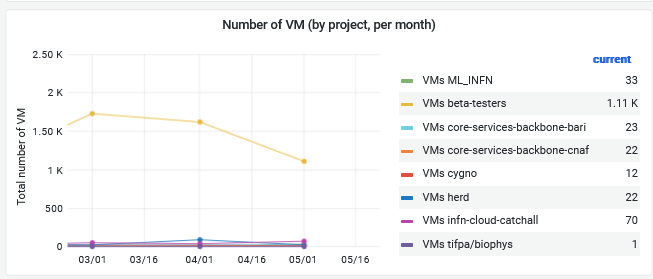 Number of VM (by project, per month)
Total number of VM
2.50 K
2 K
1.50 K
1 K
500
0
03/01 03/16 04/01 04/16 05/01 05/16
current
VMs ML_INFN 33
VMs beta-testers 1.11 K
VMs core-services-backbone-bari 23
VMs core-services-backbone-cnaf 22
VMs cygno 12
VMs herd 22
VMs infn-cloud-catchall 70
VMs tifpa/biophys 1